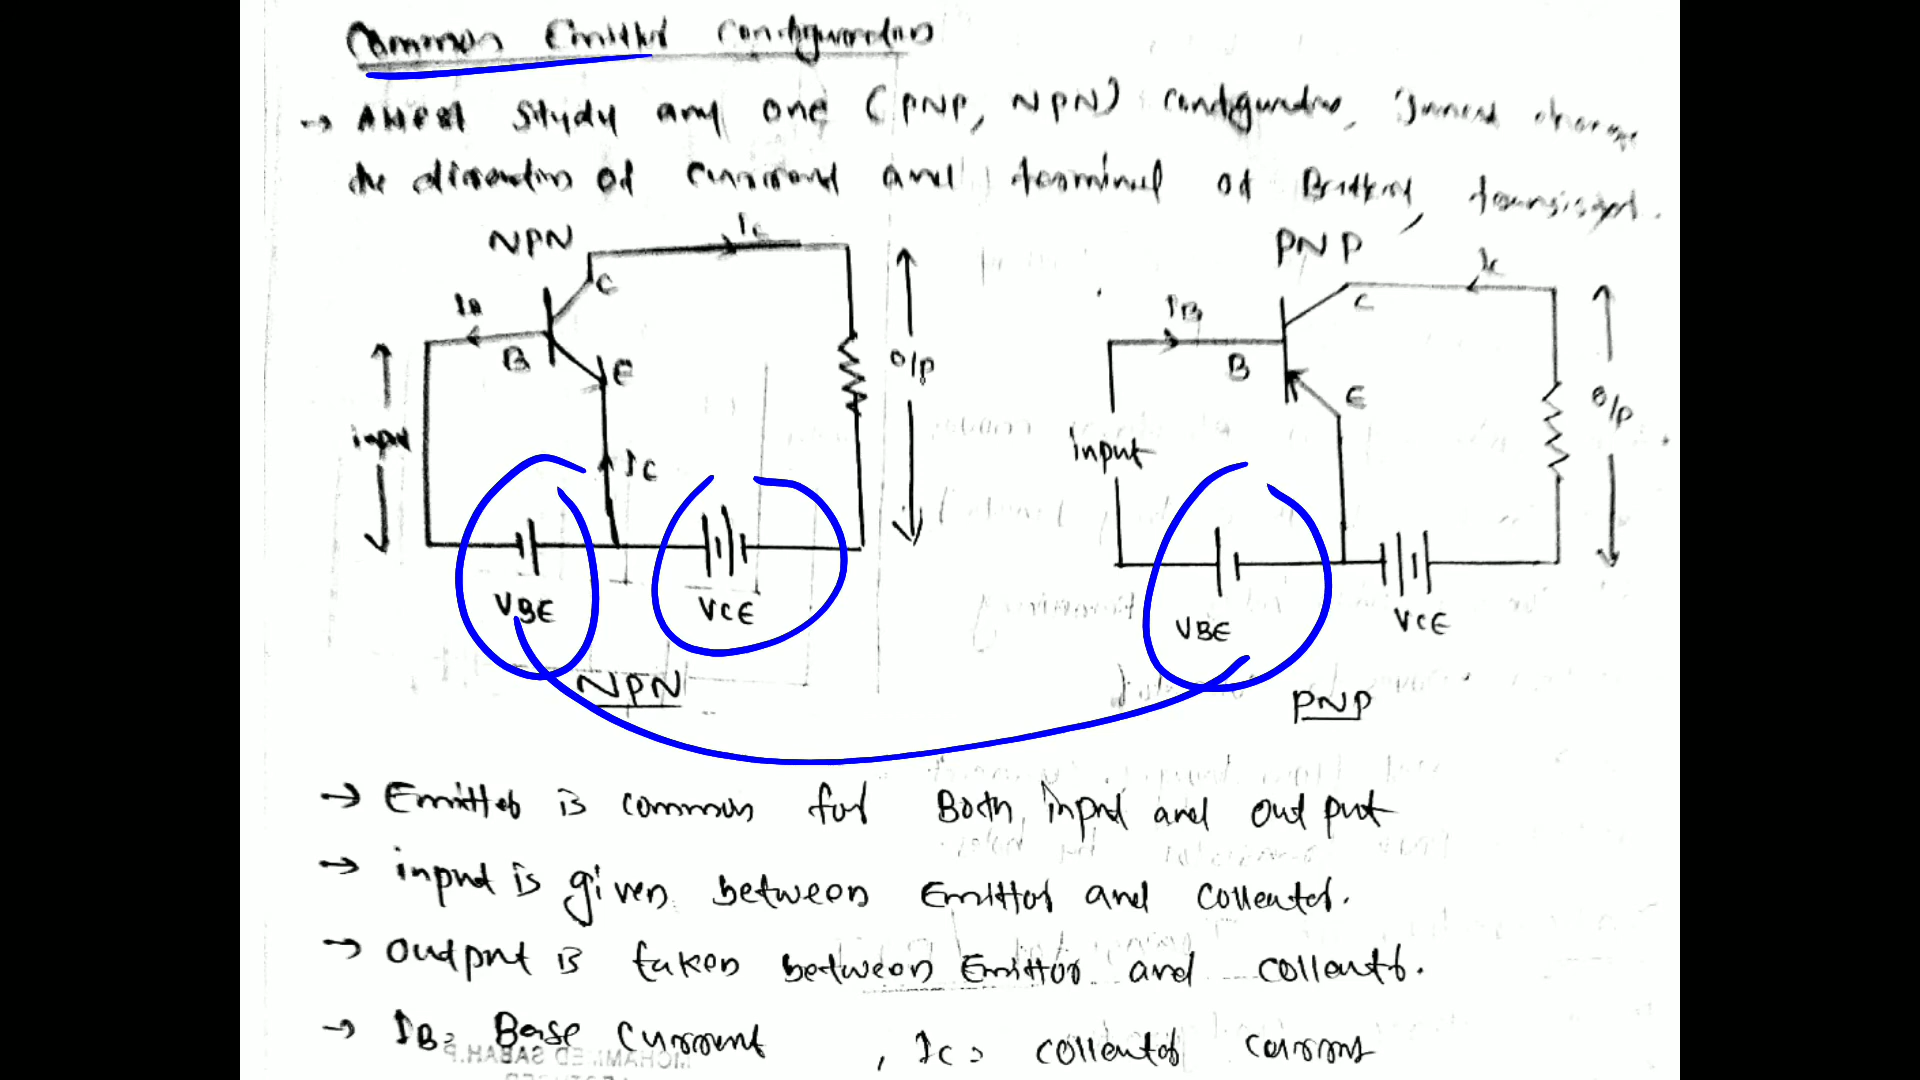 Common Emitter Configuration
→ After study any one (PNP, NPN) configuration, change
the direction of current and terminal of Battery, transistor.
NPN
PNP
IC
IC
C
C
IB
IB
B
B
E
E
input
input
o/p
o/p
IC
VBE
VCE
VBE
VCE
NPN
PNP
→ Emitter is common for Both input and output
→ input is given between Emitter and Collector.
→ output is taken between Emitter and collector.
→ IB= Base Current , IC= collector current